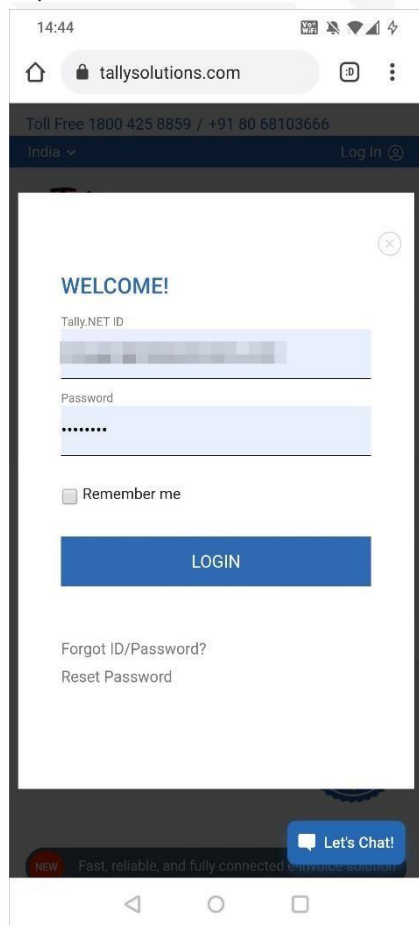 14:44
Vo² WiFi
tallysolutions.com
:D
Toll Free 1800 425 8859 / +91 80 68103666
India
Log In
WELCOME!
Tally.NET ID
Password
••••••••
Remember me
LOGIN
Forgot ID/Password?
Reset Password
Let's Chat!
NEW Fast, reliable, and fully connected e-invoice solution